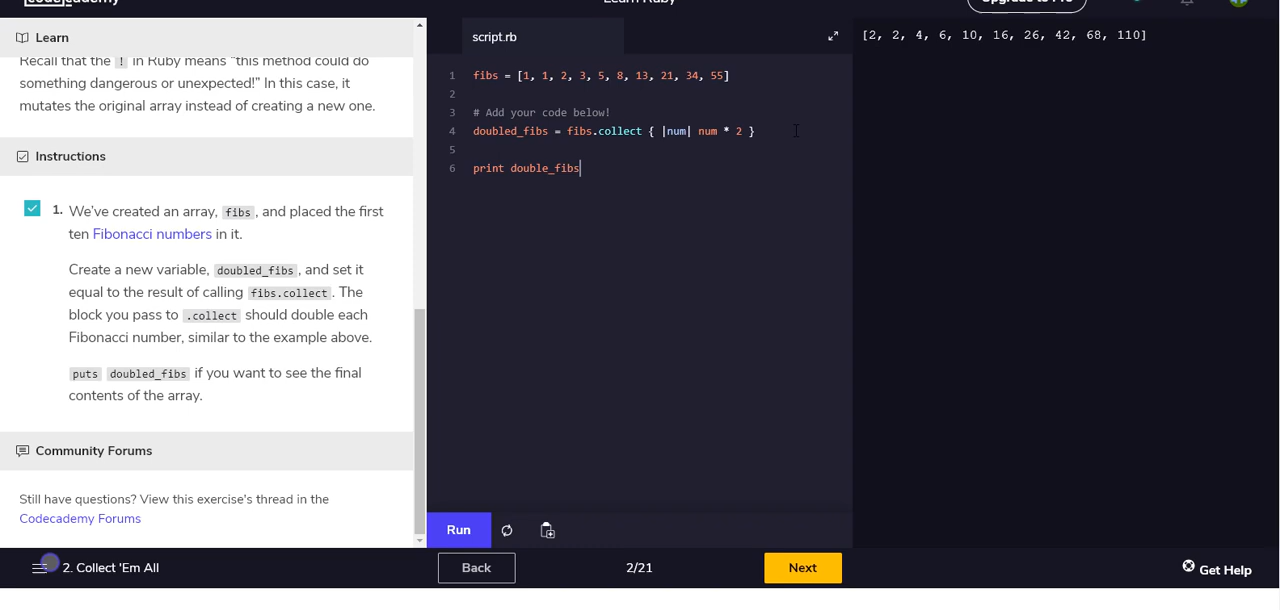 [codecademy
Learn Ruby
Upgrade to Pro
Learn
Recall that the ! in Ruby means "this method could do
something dangerous or unexpected!" In this case, it
mutates the original array instead of creating a new one.
Instructions
1. We've created an array, fibs, and placed the first
ten Fibonacci numbers in it.
Create a new variable, doubled_fibs, and set it
equal to the result of calling fibs.collect. The
block you pass to .collect should double each
Fibonacci number, similar to the example above.
puts doubled_fibs if you want to see the final
contents of the array.
Community Forums
Still have questions? View this exercise's thread in the
Codecademy Forums
script.rb
1 fibs = [1, 1, 2, 3, 5, 8, 13, 21, 34, 55]
2
3 # Add your code below!
4 doubled_fibs = fibs.collect { |num| num * 2 }
5
6 print double_fibs
Run
[2, 2, 4, 6, 10, 16, 26, 42, 68, 110]
2. Collect 'Em All
Back
2/21
Next
Get Help